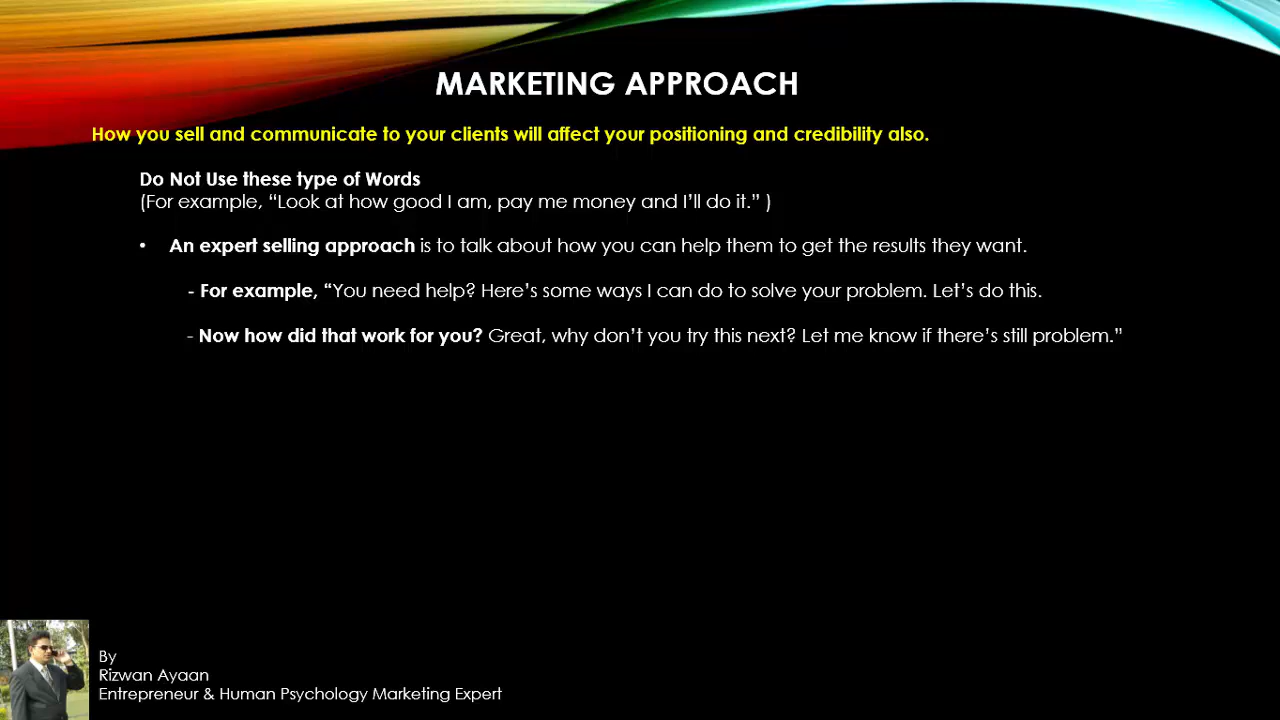 MARKETING APPROACH
How you sell and communicate to your clients will affect your positioning and credibility also.
Do Not Use these type of Words
(For example, “Look at how good I am, pay me money and I’ll do it.” )
• An expert selling approach is to talk about how you can help them to get the results they want.
- For example, “You need help? Here’s some ways I can do to solve your problem. Let’s do this.
- Now how did that work for you? Great, why don’t you try this next? Let me know if there’s still problem.”
By
Rizwan Ayaan
Entrepreneur & Human Psychology Marketing Expert